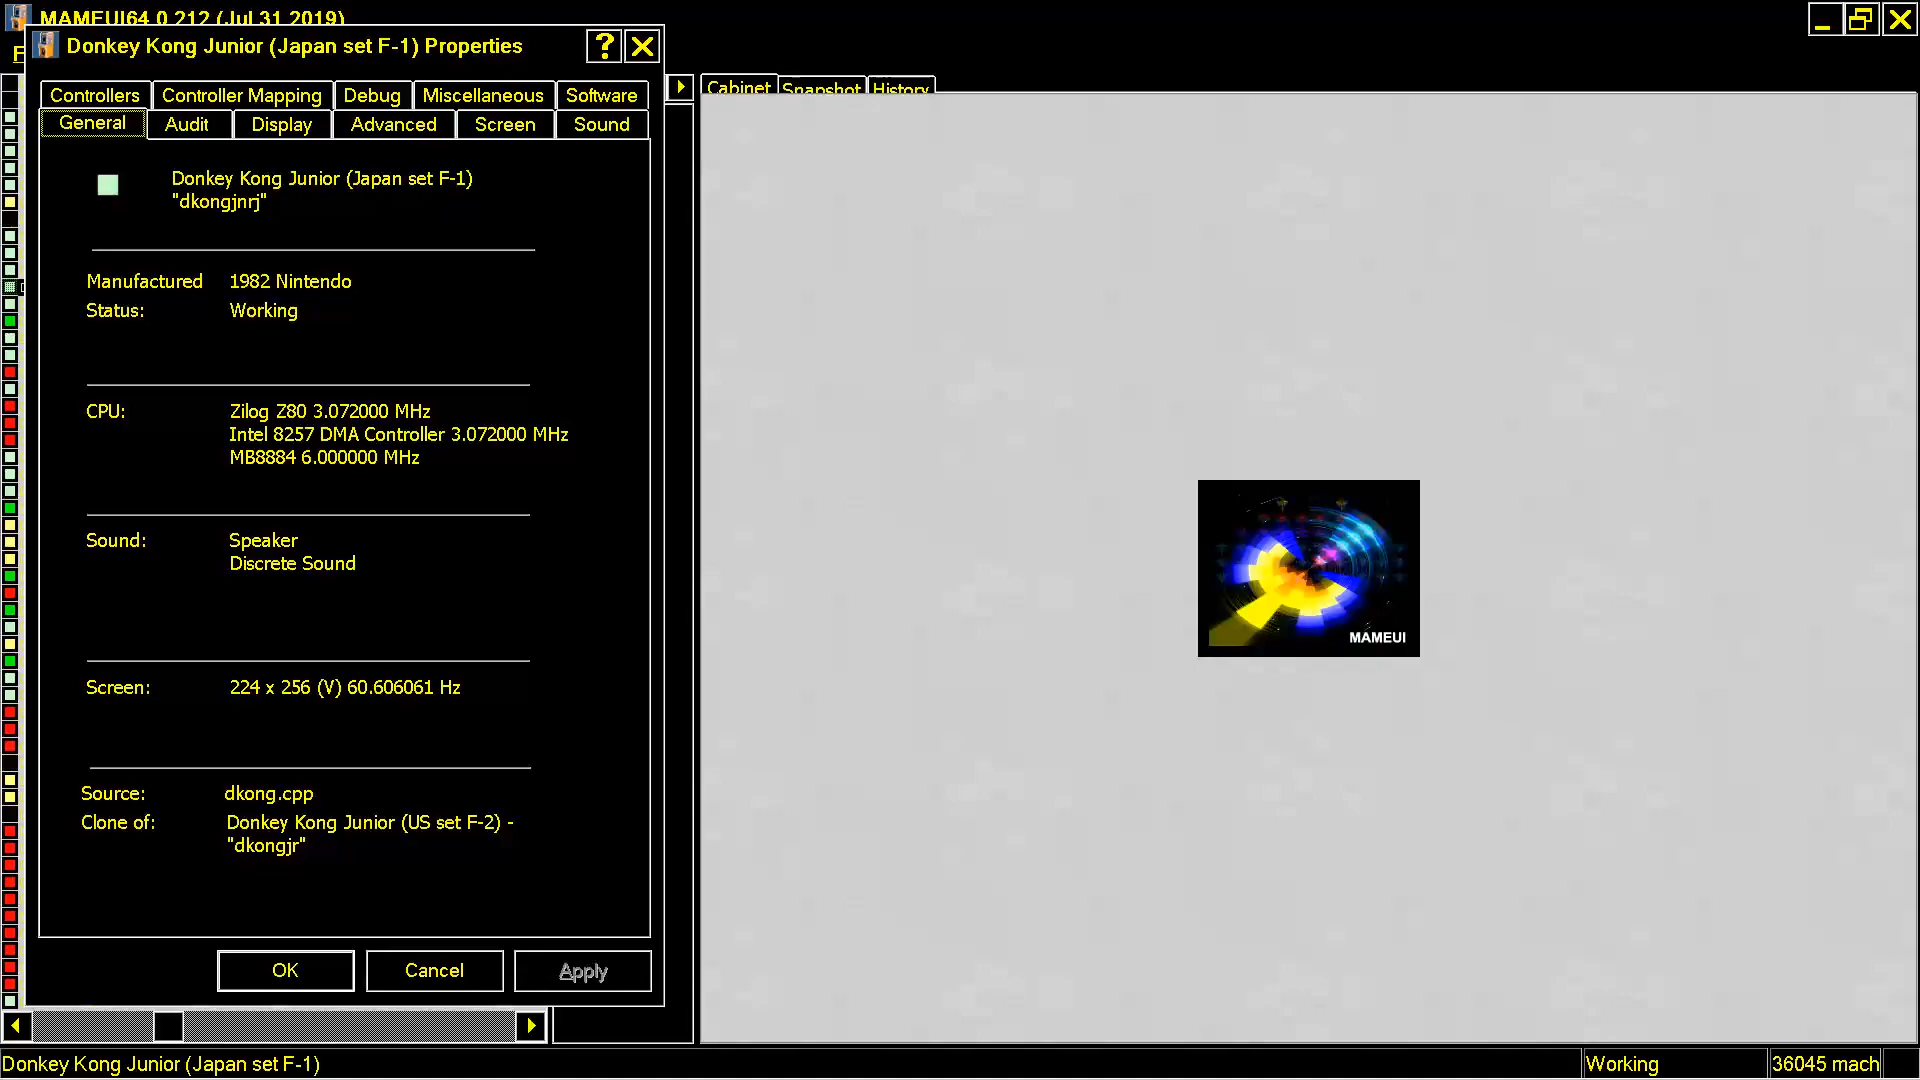 MAMEUI64 0.212 (Jul 31 2019)
F
Donkey Kong Junior (Japan set F-1) Properties
Controllers Controller Mapping Debug Miscellaneous Software
General Audit Display Advanced Screen Sound
Donkey Kong Junior (Japan set F-1)
"dkongjnrj"
Manufactured 1982 Nintendo
Status: Working
CPU: Zilog Z80 3.072000 MHz
Intel 8257 DMA Controller 3.072000 MHz
MB8884 6.000000 MHz
Sound: Speaker
Discrete Sound
Screen: 224 x 256 (V) 60.606061 Hz
Source: dkong.cpp
Clone of: Donkey Kong Junior (US set F-2) -
"dkongjr"
OK Cancel Apply
Cabinet Snapshot History
MAMEUI
Donkey Kong Junior (Japan set F-1) Working 36045 mach